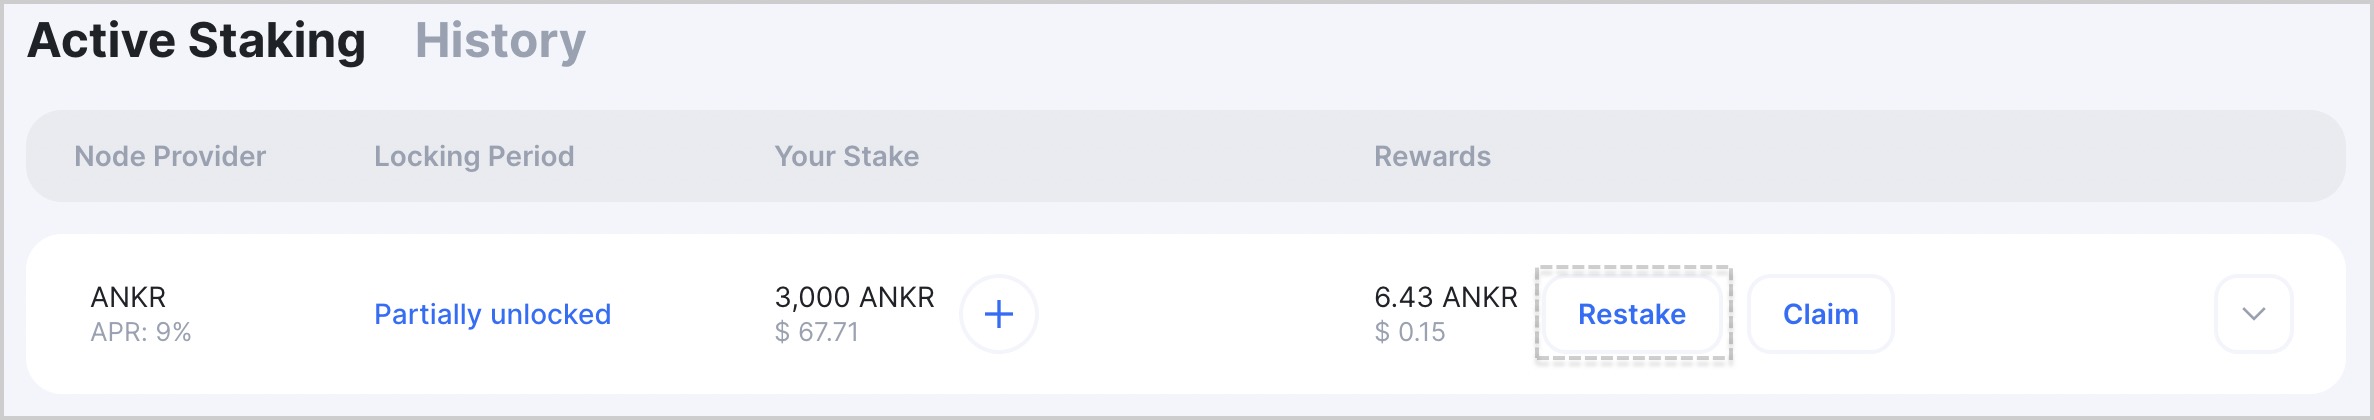 Active Staking History
Node Provider Locking Period Your Stake Rewards
ANKR
APR: 9%
Partially unlocked
3,000 ANKR
$ 67.71
+
6.43 ANKR
$ 0.15
Restake
Claim